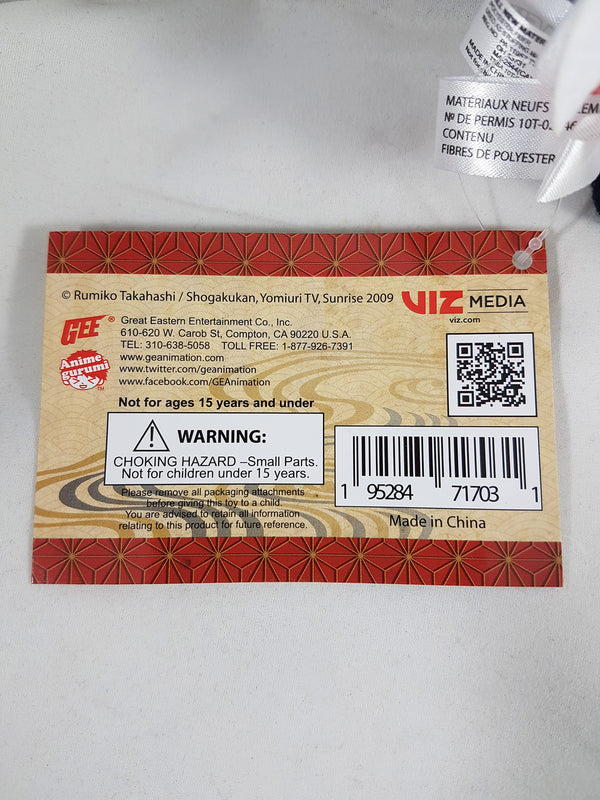 ALL NEW MATER
MADE IN CHIN
MATÉRIAUX NEUFS
Nº DE PERMIS 10T-0
CONTENU
FIBRES DE POLYESTER
© Rumiko Takahashi / Shogakukan, Yomiuri TV, Sunrise 2009
VIZ MEDIA
viz.com
GEE ®
Great Eastern Entertainment Co., Inc.
610-620 W. Carob St, Compton, CA 90220 U.S.A.
TEL: 310-638-5058 TOLL FREE: 1-877-926-7391
Anime
gurumi
TM
www.geanimation.com
www.twitter.com/geanimation
www.facebook.com/GEAnimation
Not for ages 15 years and under
WARNING:
CHOKING HAZARD –Small Parts.
Not for children under 15 years.
Please remove all packaging attachments
before giving this toy to a child.
You are advised to retain all information
relating to this product for future reference.
1 95284 71703 1
Made in China